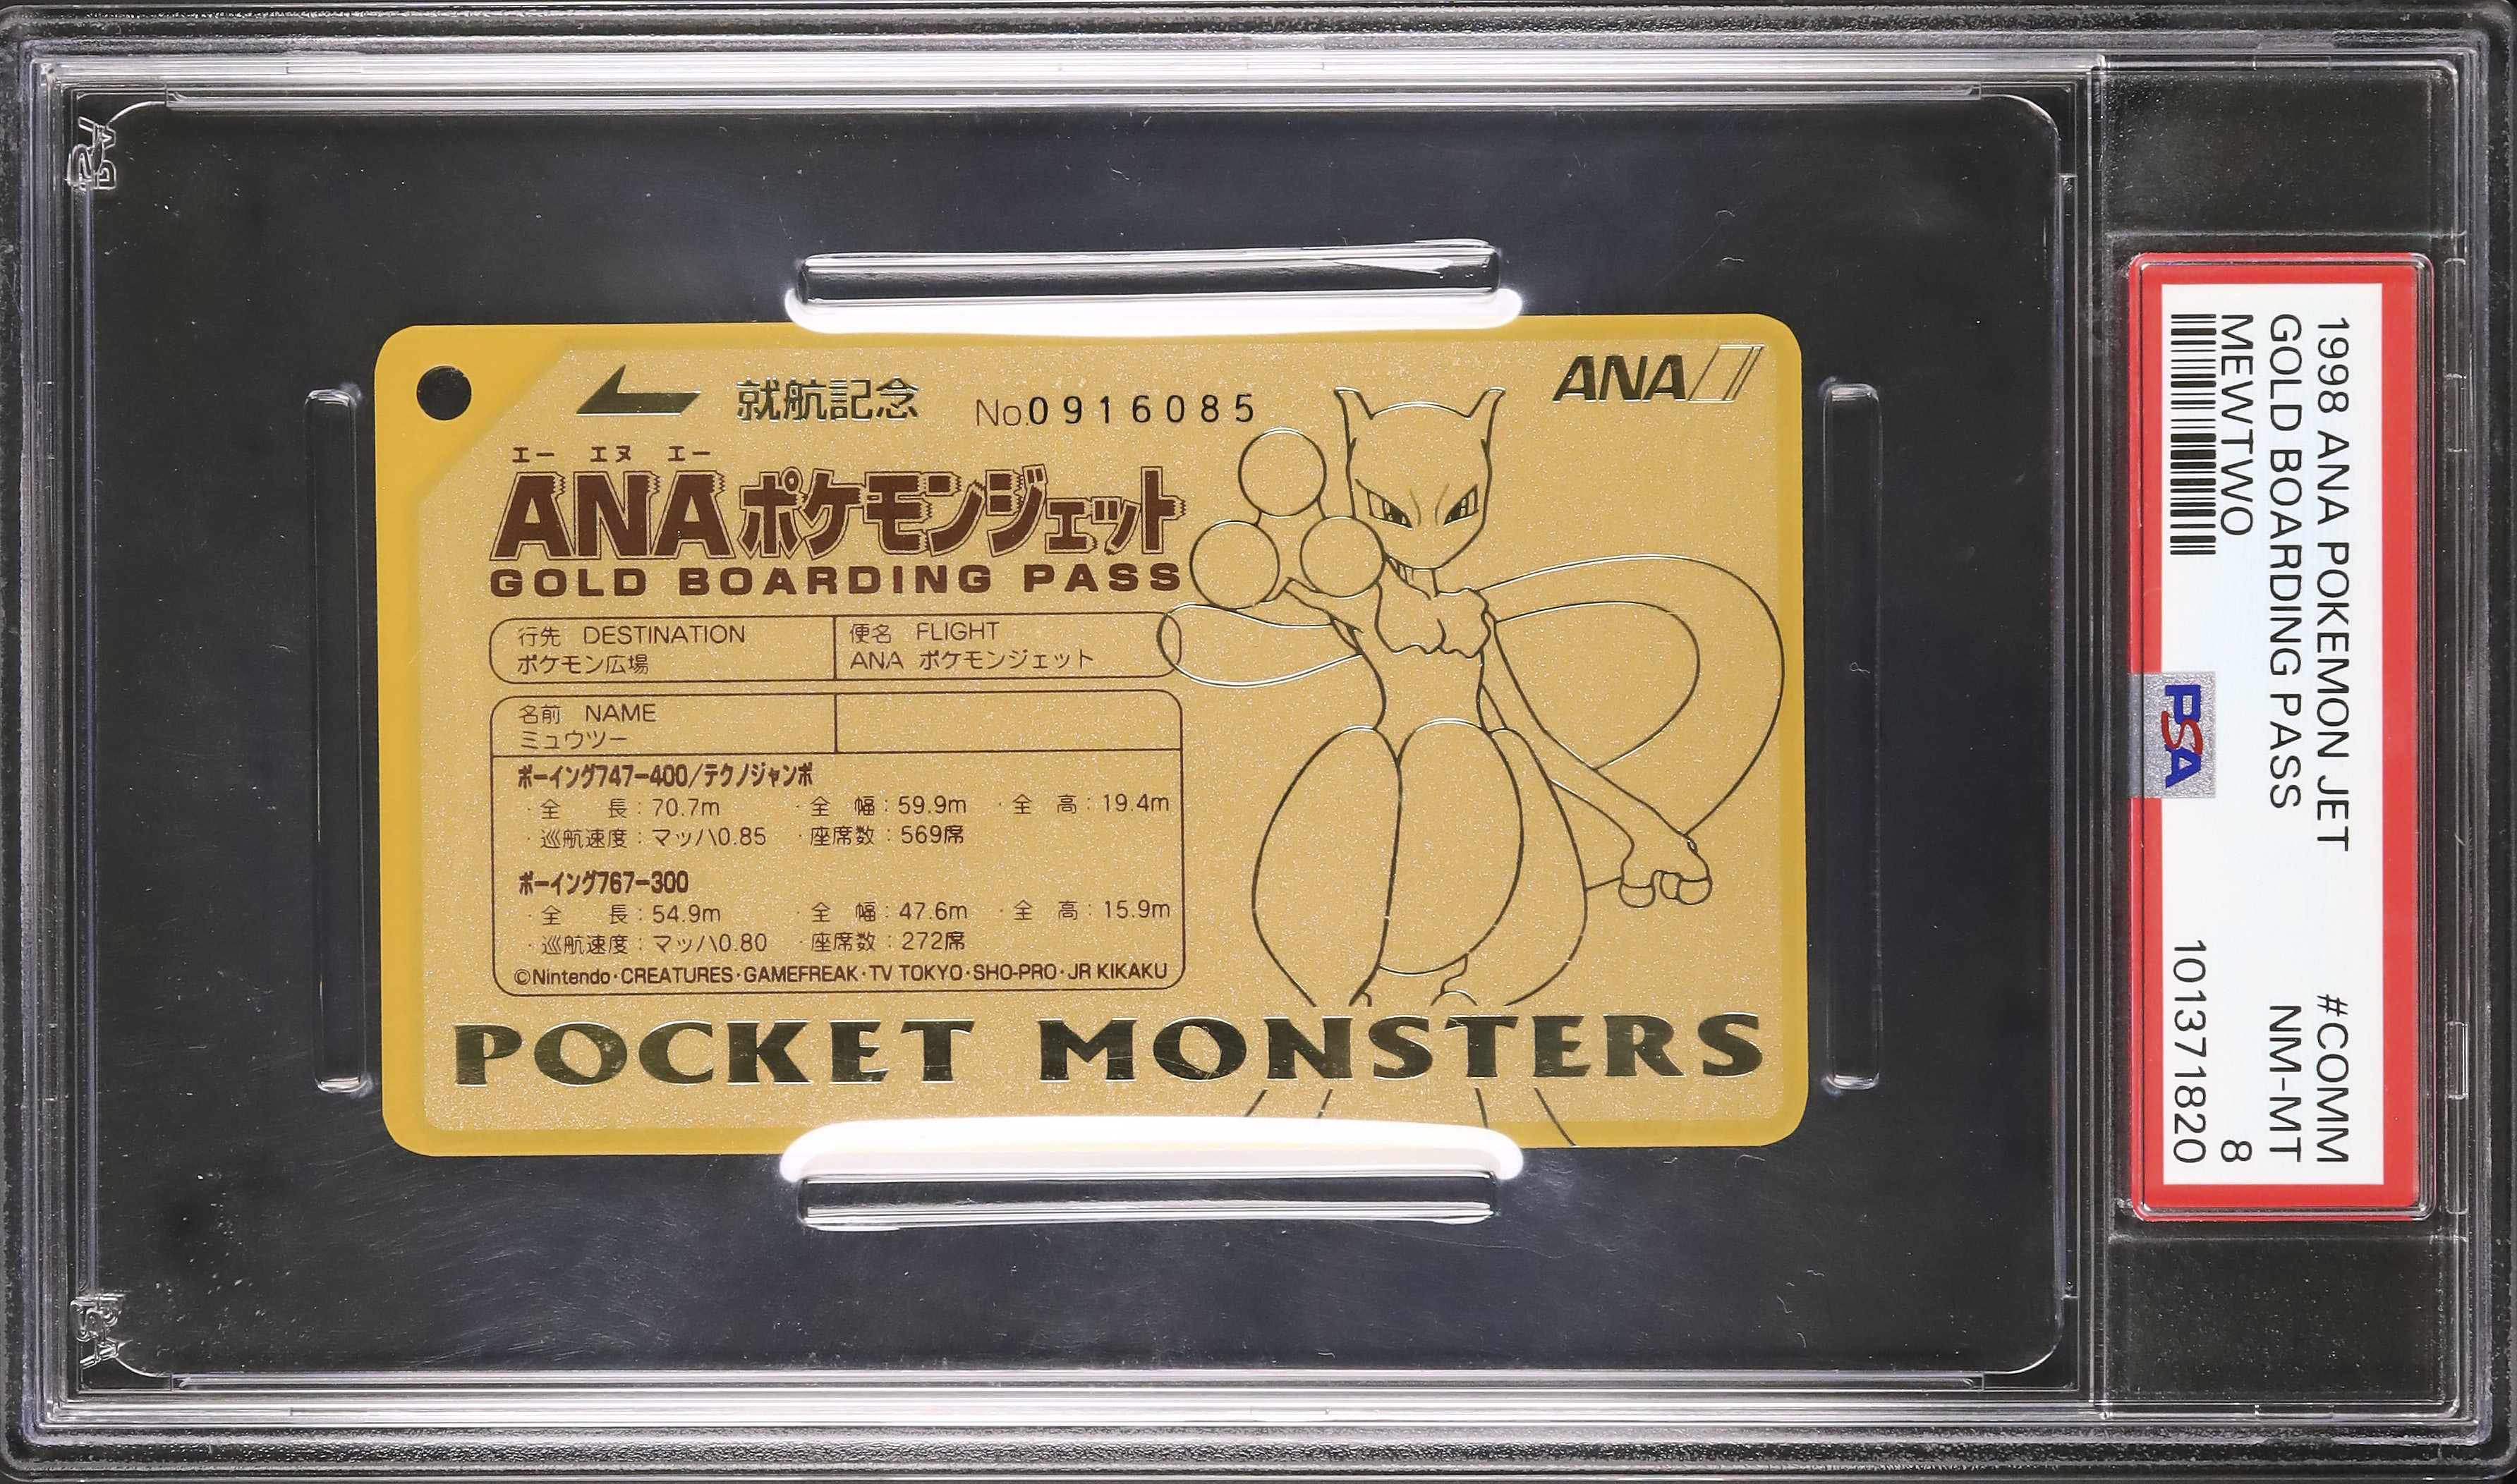 就航記念 No.0916085
ANA
エー エヌ エー
ANAポケモンジェット
GOLD BOARDING PASS
行先 DESTINATION
ポケモン広場
便名 FLIGHT
ANA ポケモンジェット
名前 NAME
ミュウツー
ボーイング747-400/テクノジャンボ
・全 長:70.7m ・全 幅:59.9m ・全 高:19.4m
・巡航速度:マッハ0.85 ・座席数:569席
ボーイング767-300
・全 長:54.9m ・全 幅:47.6m ・全 高:15.9m
・巡航速度:マッハ0.80 ・座席数:272席
©Nintendo・CREATURES・GAMEFREAK・TV TOKYO・SHO-PRO・JR KIKAKU
POCKET MONSTERS
1998 ANA POKEMON JET #COMM
GOLD BOARDING PASS NM-MT
MEWTWO 8
101371820
PSA